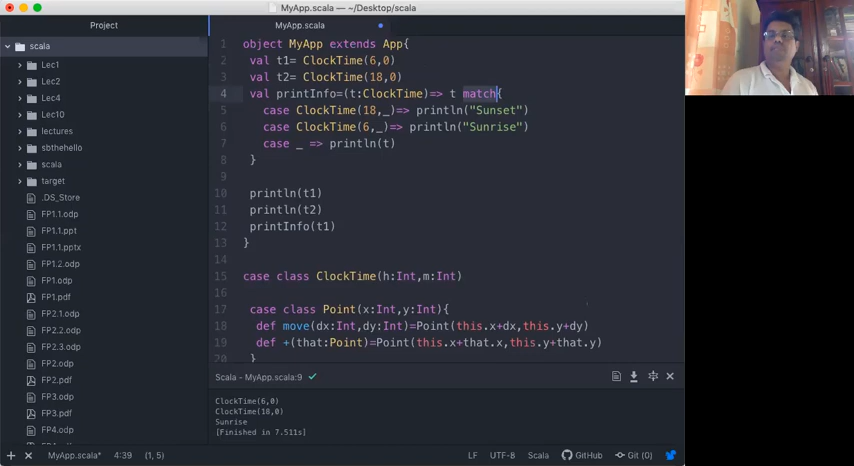 MyApp.scala — ~/Desktop/scala
Project
MyApp.scala
scala
Lec1
Lec2
Lec4
Lec10
lectures
sbthehello
scala
target
.DS_Store
FP1.1.odp
FP1.1.ppt
FP1.1.pptx
FP1.2.odp
FP1.odp
FP1.pdf
FP2.1.odp
FP2.2.odp
FP2.3.odp
FP2.odp
FP2.pdf
FP3.odp
FP3.pdf
FP4.odp
1 object MyApp extends App{
2 val t1= ClockTime(6,0)
3 val t2= ClockTime(18,0)
4 val printInfo=(t:ClockTime)=> t match{
5 case ClockTime(18,_)=> println("Sunset")
6 case ClockTime(6,_)=> println("Sunrise")
7 case _ => println(t)
8 }
9
10 println(t1)
11 println(t2)
12 printInfo(t1)
13 }
14
15 case class ClockTime(h:Int,m:Int)
16
17 case class Point(x:Int,y:Int){
18 def move(dx:Int,dy:Int)=Point(this.x+dx,this.y+dy)
19 def +(that:Point)=Point(this.x+that.x,this.y+that.y)
20 }
Scala - MyApp.scala:9
ClockTime(6,0)
ClockTime(18,0)
Sunrise
[Finished in 7.511s]
MyApp.scala* 4:39 (1, 5) LF UTF-8 Scala GitHub Git (0)